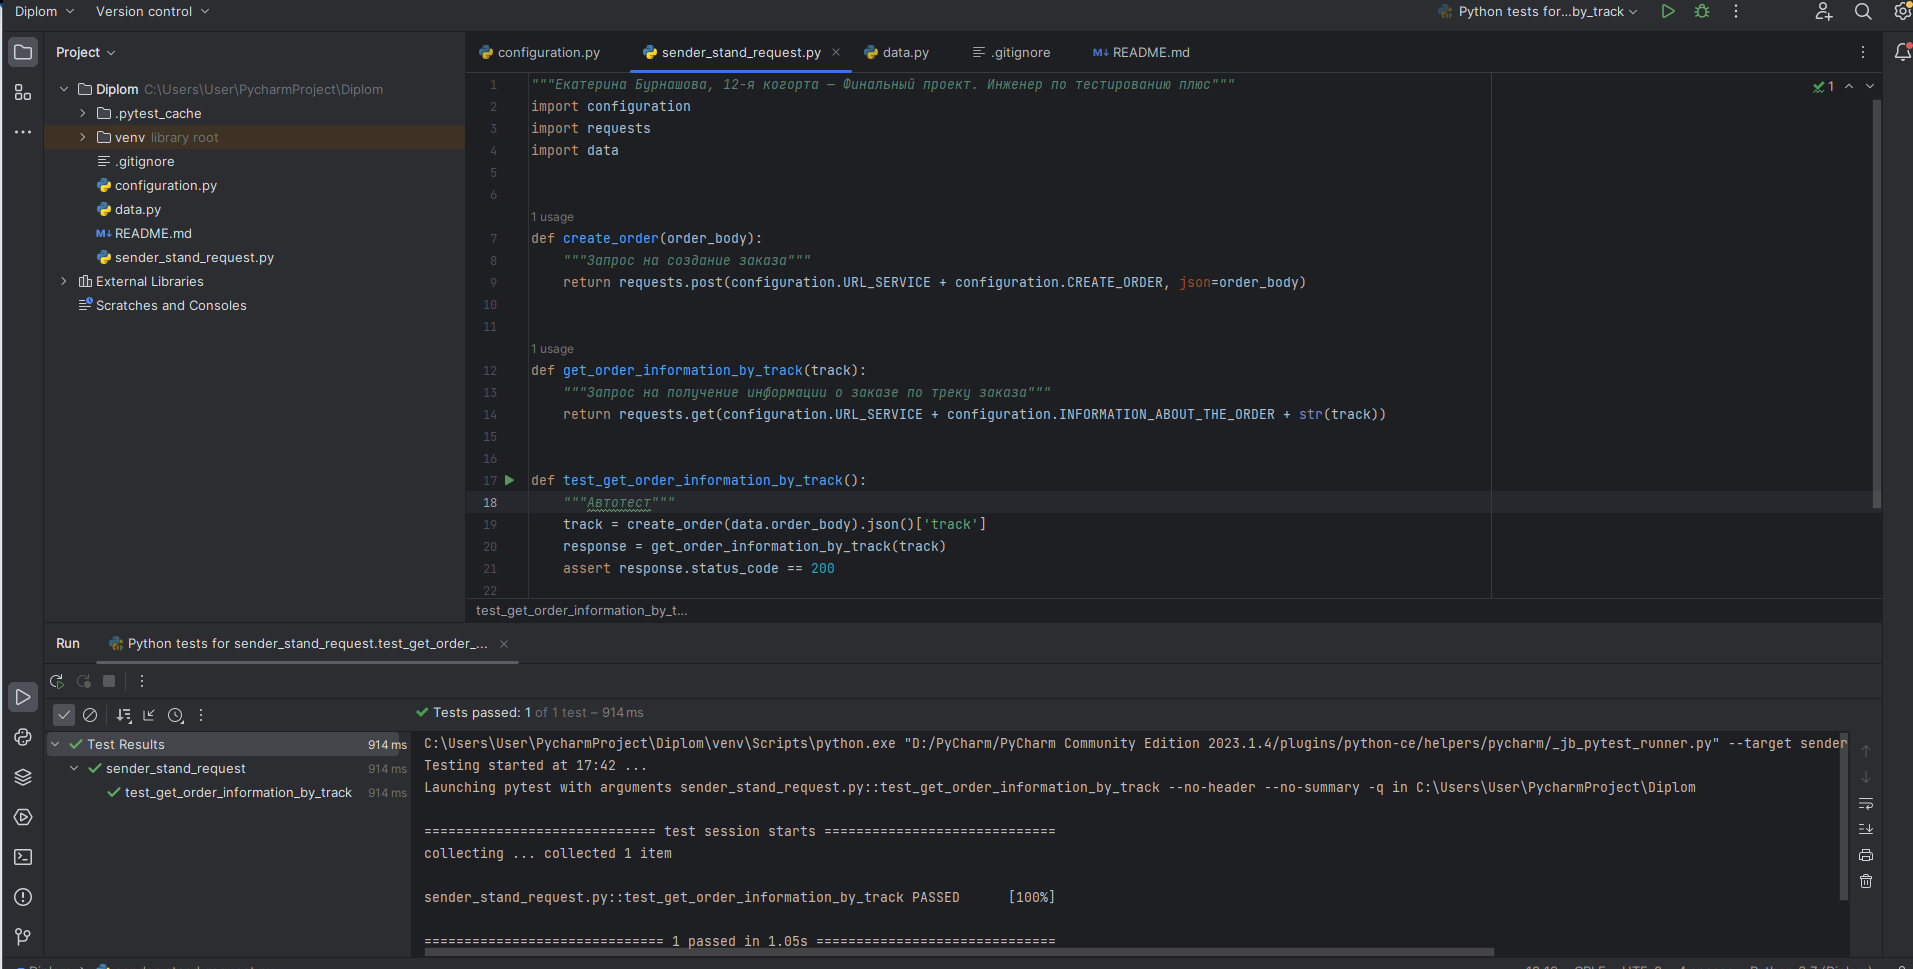 Diplom
Version control
Python tests for...by_track
Project
configuration.py
sender_stand_request.py
data.py
.gitignore
M↓ README.md
Diplom C:\Users\User\PycharmProject\Diplom
.pytest_cache
venv library root
.gitignore
configuration.py
data.py
M↓ README.md
sender_stand_request.py
External Libraries
Scratches and Consoles
1
1 """Екатерина Бурнашова, 12-я когорта — Финальный проект. Инженер по тестированию плюс"""
2 import configuration
3 import requests
4 import data
5
6
1 usage
7 def create_order(order_body):
8 """Запрос на создание заказа"""
9 return requests.post(configuration.URL_SERVICE + configuration.CREATE_ORDER, json=order_body)
10
11
1 usage
12 def get_order_information_by_track(track):
13 """Запрос на получение информации о заказе по треку заказа"""
14 return requests.get(configuration.URL_SERVICE + configuration.INFORMATION_ABOUT_THE_ORDER + str(track))
15
16
17 def test_get_order_information_by_track():
18 """Автотест"""
19 track = create_order(data.order_body).json()['track']
20 response = get_order_information_by_track(track)
21 assert response.status_code == 200
22
test_get_order_information_by_t...
Run
Python tests for sender_stand_request.test_get_order_...
Tests passed: 1 of 1 test – 914 ms
Test Results 914 ms
sender_stand_request 914 ms
test_get_order_information_by_track 914 ms
C:\Users\User\PycharmProject\Diplom\venv\Scripts\python.exe "D:/PyCharm/PyCharm Community Edition 2023.1.4/plugins/python-ce/helpers/pycharm/_jb_pytest_runner.py" --target sender
Testing started at 17:42 ...
Launching pytest with arguments sender_stand_request.py::test_get_order_information_by_track --no-header --no-summary -q in C:\Users\User\PycharmProject\Diplom
============================= test session starts =============================
collecting ... collected 1 item
sender_stand_request.py::test_get_order_information_by_track PASSED [100%]
============================== 1 passed in 1.05s ==============================